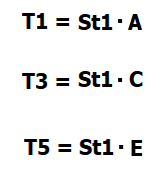 T1 = St1 · A
T3 = St1 · C
T5 = St1 · E